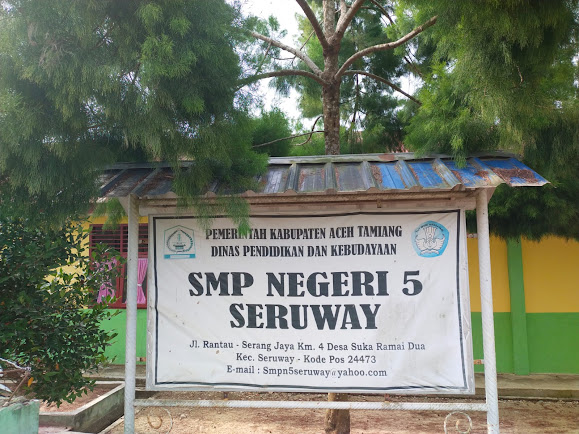 PEMERINTAH KABUPATEN ACEH TAMIANG
DINAS PENDIDIKAN DAN KEBUDAYAAN
SMP NEGERI 5
SERUWAY
Jl. Rantau - Serang Jaya Km. 4 Desa Suka Ramai Dua
Kec. Seruway - Kode Pos 24473
E-mail : Smpn5seruway@yahoo.com